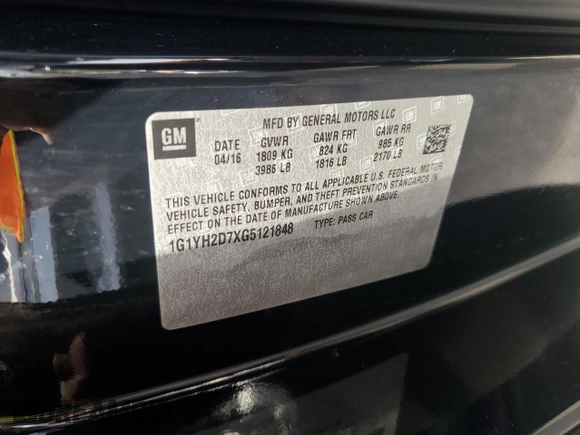 MFD BY GENERAL MOTORS LLC
GM
DATE GVWR GAWR FRT GAWR RR
04/16 1809 KG 824 KG 985 KG
3986 LB 1816 LB 2170 LB
THIS VEHICLE CONFORMS TO ALL APPLICABLE U.S. FEDERAL MOTOR
VEHICLE SAFETY, BUMPER, AND THEFT PREVENTION STANDARDS IN
EFFECT ON THE DATE OF MANUFACTURE SHOWN ABOVE.
1G1YH2D7XG5121848 TYPE: PASS CAR